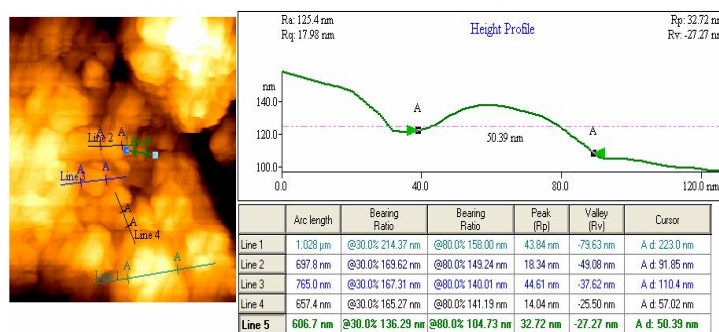 Ra: 125.4 nm
Rq: 17.98 nm
Height Profile
Rp: 32.72 nm
Rv: -27.27 nm
nm
140.0
120.0
100.0
A
A
50.39 nm
0.0 40.0 80.0 120.0 nm
A A
Line 2
A A
Line 3
A
A
Line 4
A
A
Arc length Bearing Ratio Bearing Ratio Peak (Rp) Valley (Rv) Cursor
Line 1 1.028 µm @30.0% 214.37 nm @80.0% 158.00 nm 43.84 nm -79.63 nm A d: 223.0 nm
Line 2 697.8 nm @30.0% 169.62 nm @80.0% 149.24 nm 18.34 nm -49.08 nm A d: 91.85 nm
Line 3 765.0 nm @30.0% 167.31 nm @80.0% 140.01 nm 44.61 nm -37.62 nm A d: 110.4 nm
Line 4 657.4 nm @30.0% 165.27 nm @80.0% 141.19 nm 14.04 nm -25.50 nm A d: 57.02 nm
Line 5 606.7 nm @30.0% 136.29 nm @80.0% 104.73 nm 32.72 nm -27.27 nm A d: 50.39 nm